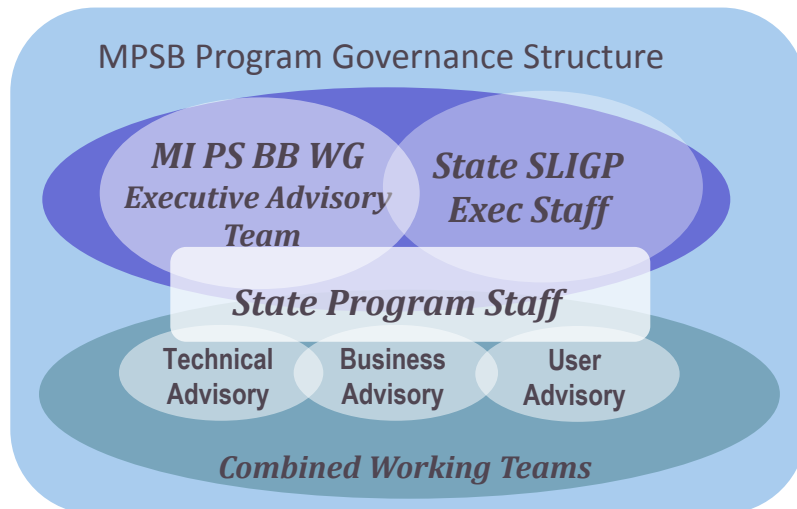 MPSB Program Governance Structure
MI PS BB WG
Executive Advisory
Team
State SLIGP
Exec Staff
State Program Staff
Technical
Advisory
Business
Advisory
User
Advisory
Combined Working Teams